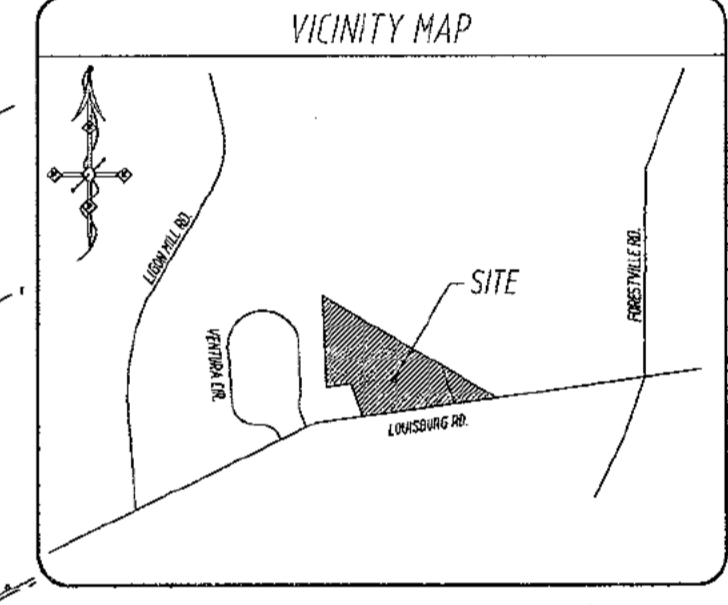 VICINITY MAP
LIGON MILL RD.
FORESTVILLE RD.
SITE
VENTURA CIR.
LOUISBURG RD.